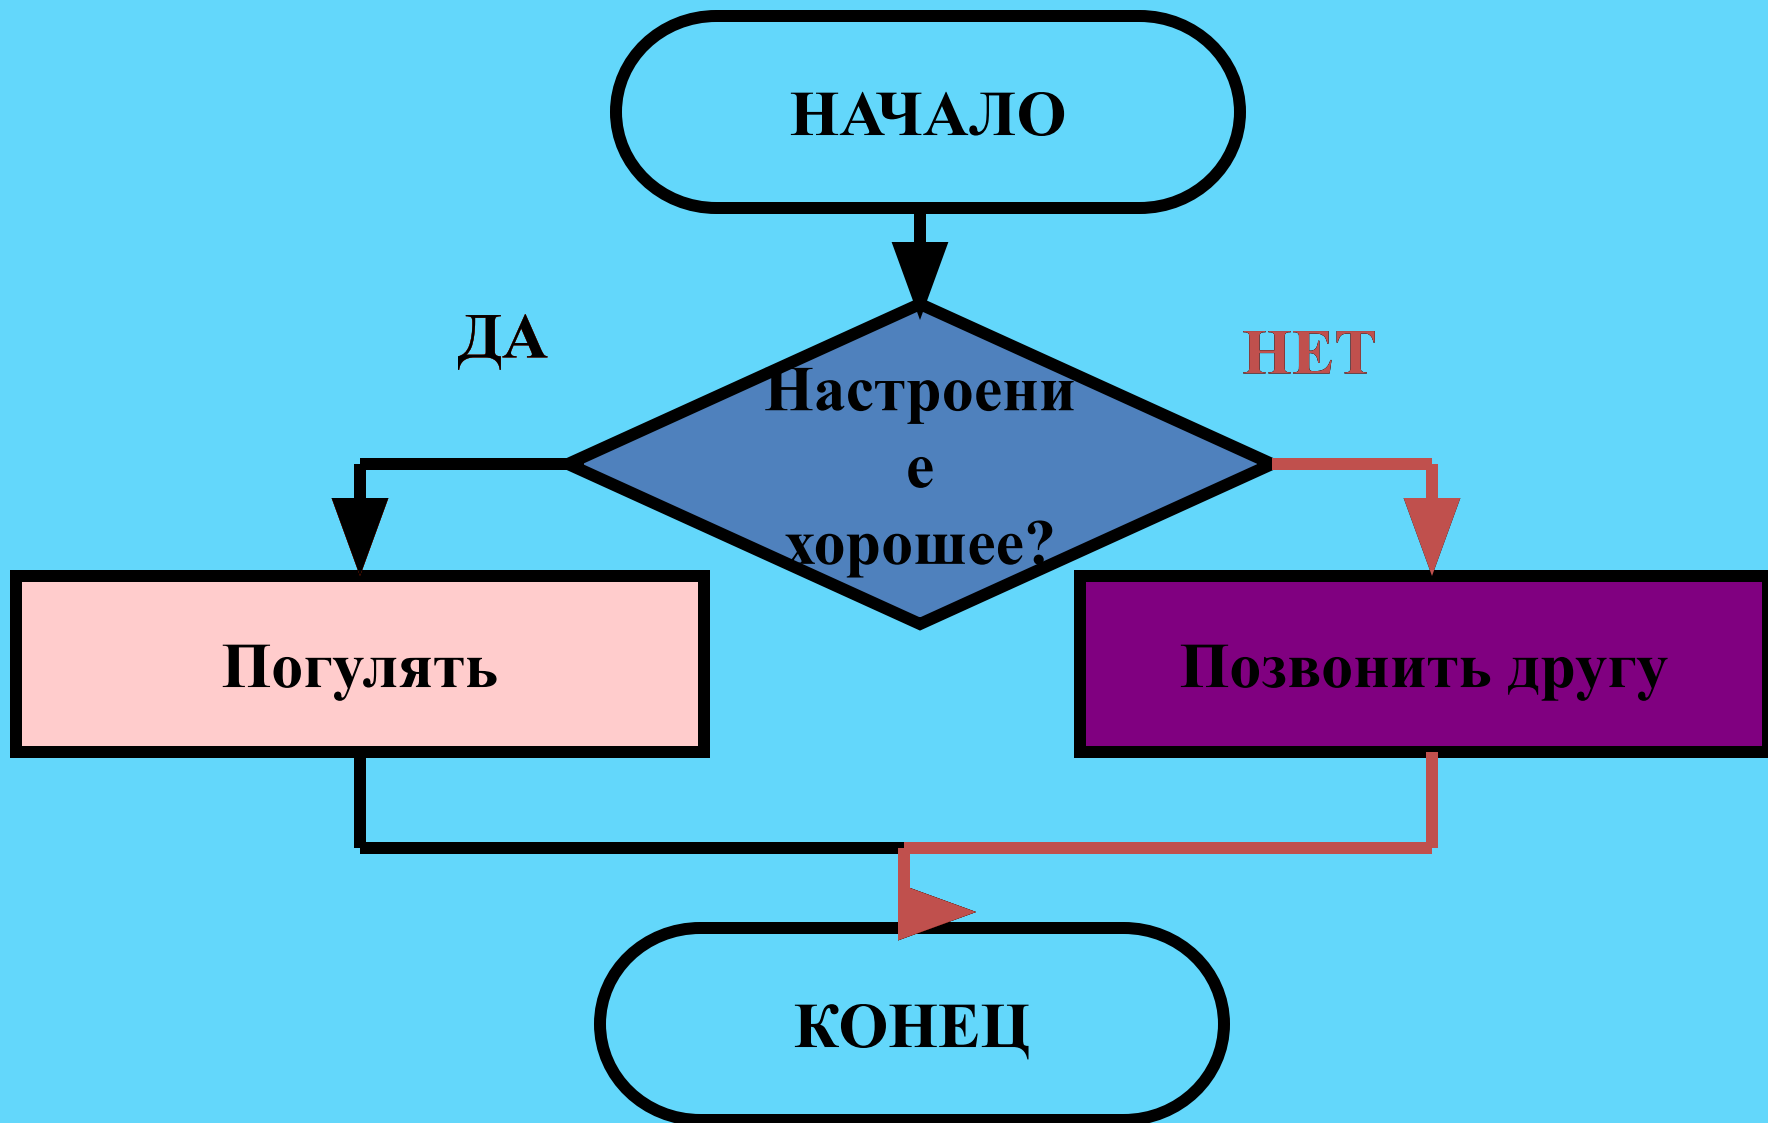 НАЧАЛО
ДА
НЕТ
Настроени
е
хорошее?
Погулять
Позвонить другу
КОНЕЦ